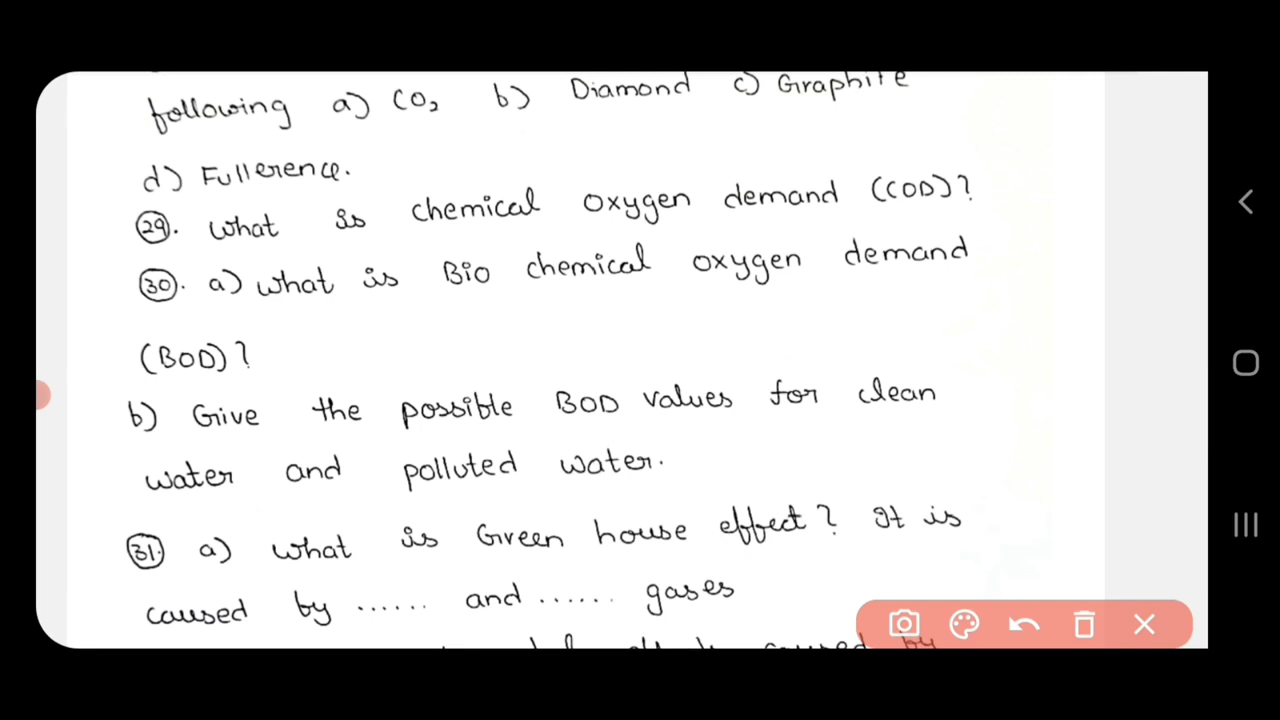 following a) CO₂ b) Diamond c) Graphite
d) Fullerence.
29. what is chemical oxygen demand (COD)?
30. a) what is Bio chemical oxygen demand
(BOD)?
b) Give the possible BOD values for clean
water and polluted water.
31. a) what is Green house effect? It is
caused by ...... and ...... gases
caused by